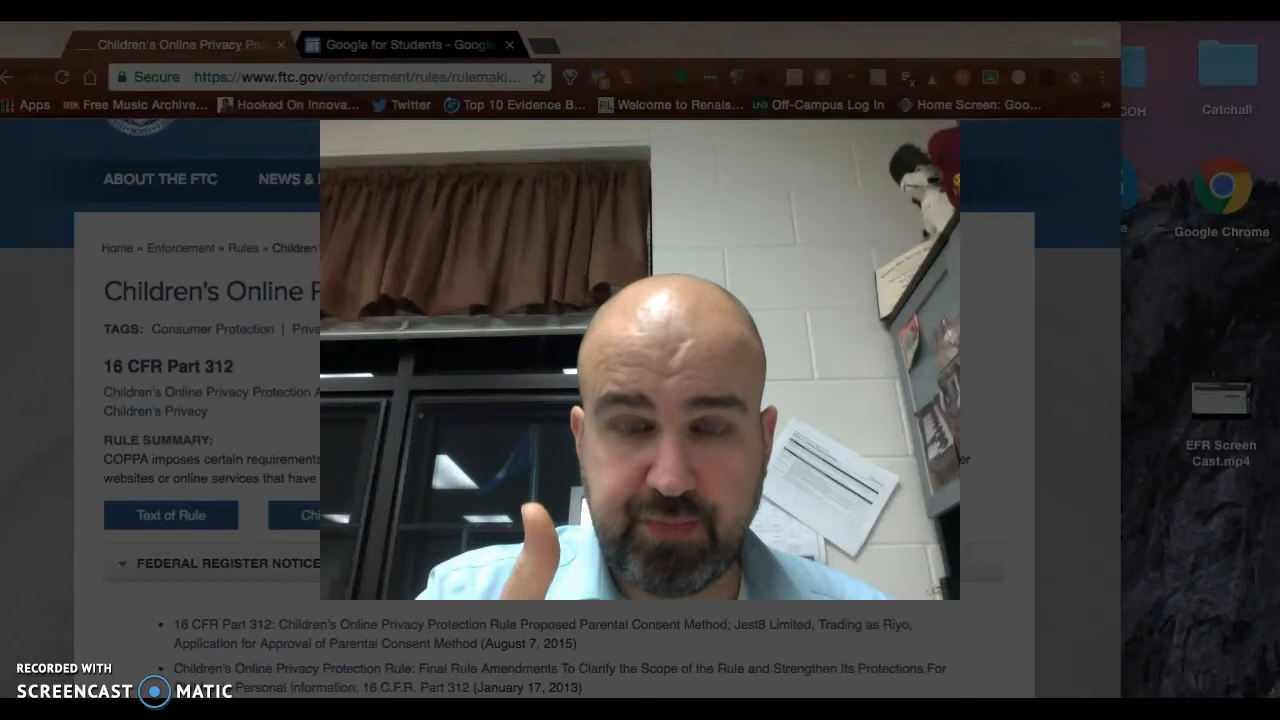 Children's Online Privacy Pro
Google for Students - Google
Secure https://www.ftc.gov/enforcement/rules/rulemaki...
Apps Free Music Archive... Hooked On Innova... Twitter Top 10 Evidence B... RL Welcome to Renais... Off-Campus Log In Home Screen: Goo... »
COH
Catchall
ABOUT THE FTC NEWS &
Google Chrome
Home » Enforcement » Rules » Children'
Children's Online
TAGS: Consumer Protection | Priva
16 CFR Part 312
Children's Online Privacy Protection A
Children's Privacy
RULE SUMMARY:
COPPA imposes certain requirements
websites or online services that have
EFR Screen
Cast.mp4
Text of Rule Chi
FEDERAL REGISTER NOTICE
16 CFR Part 312: Children's Online Privacy Protection Rule Proposed Parental Consent Method; Jest8 Limited, Trading as Riyo,
Application for Approval of Parental Consent Method (August 7, 2015)
Children's Online Privacy Protection Rule: Final Rule Amendments To Clarify the Scope of the Rule and Strengthen Its Protections For
Personal Information; 16 C.F.R. Part 312 (January 17, 2013)
RECORDED WITH
SCREENCAST MATIC